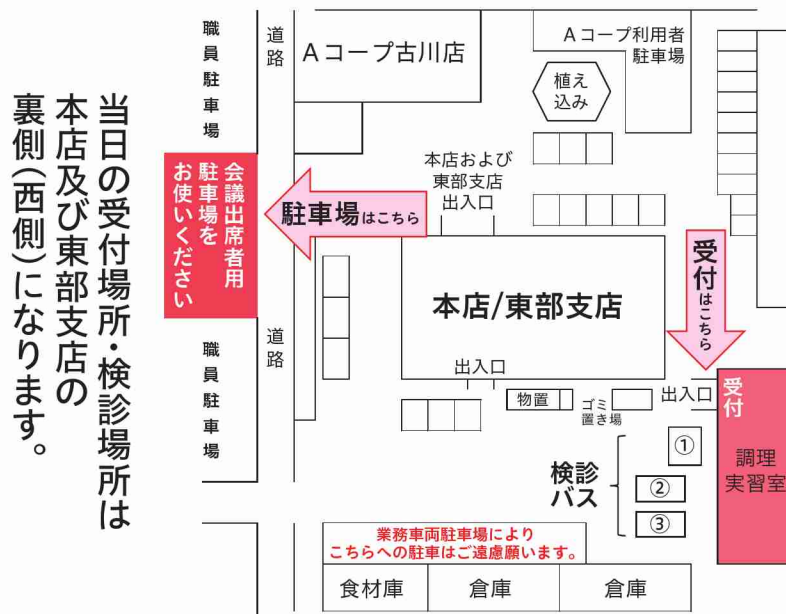 当日の受付場所・検診場所は
本店及び東部支店の
裏側(西側)になります。
職員駐車場
道路
Aコープ古川店
Aコープ利用者
駐車場
植え
込み
会議出席者用
駐車場を
お使いください
駐車場はこちら
本店および
東部支店
出入口
受付はこちら
本店/東部支店
職員駐車場
道路
出入口
物置
ゴミ
置き場
出入口
受付
調理
実習室
検診
バス
①
②
③
業務車両駐車場により
こちらへの駐車はご遠慮願います。
食材庫
倉庫
倉庫